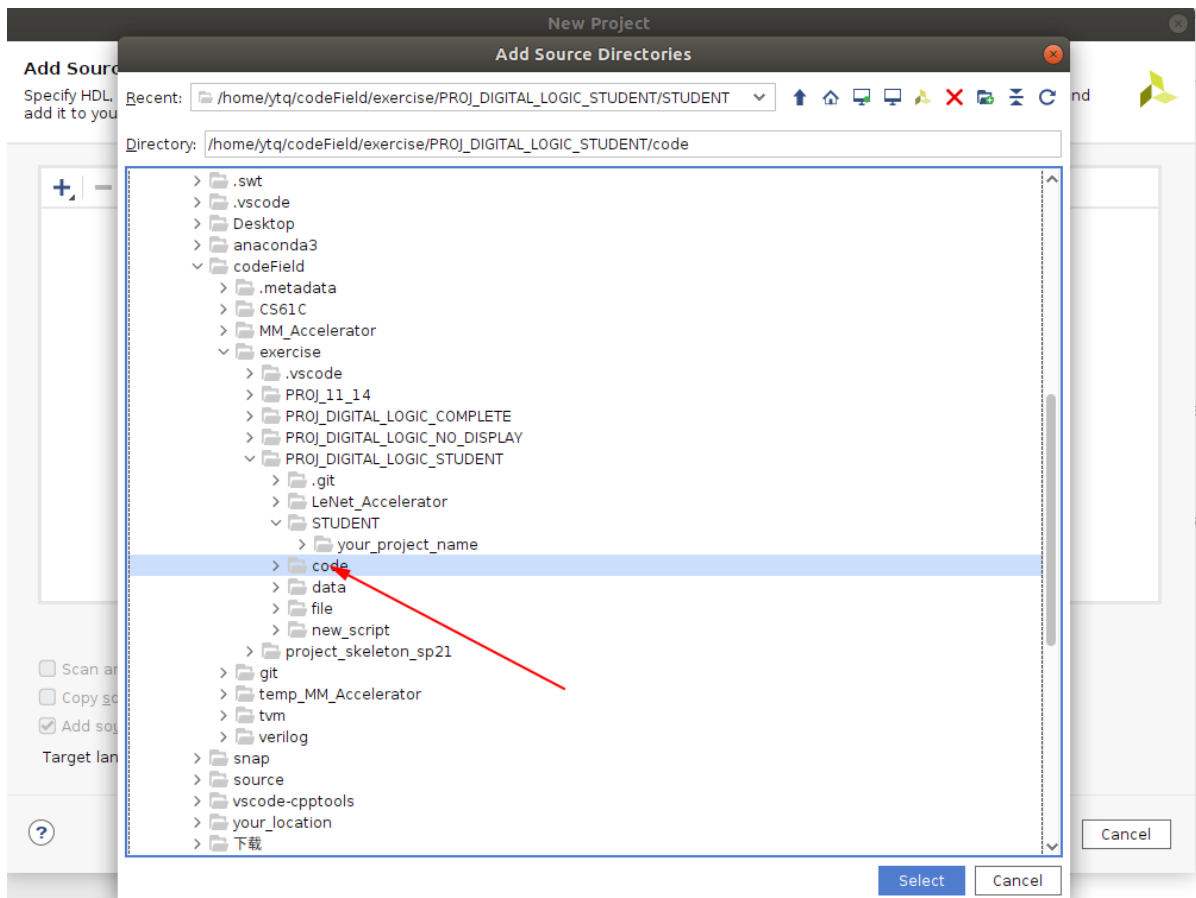 New Project
Add Source Directories
Add Sourc
Specify HDL,
add it to you
nd
Recent: /home/ytq/codeField/exercise/PROJ_DIGITAL_LOGIC_STUDENT/STUDENT
Directory: /home/ytq/codeField/exercise/PROJ_DIGITAL_LOGIC_STUDENT/code
.swt
.vscode
Desktop
anaconda3
codeField
.metadata
CS61C
MM_Accelerator
exercise
.vscode
PROJ_11_14
PROJ_DIGITAL_LOGIC_COMPLETE
PROJ_DIGITAL_LOGIC_NO_DISPLAY
PROJ_DIGITAL_LOGIC_STUDENT
.git
LeNet_Accelerator
STUDENT
your_project_name
code
data
file
new_script
project_skeleton_sp21
git
temp_MM_Accelerator
tvm
verilog
snap
source
vscode-cpptools
your_location
下载
Scan an
Copy so
Add sou
Target lan
?
Cancel
Select
Cancel